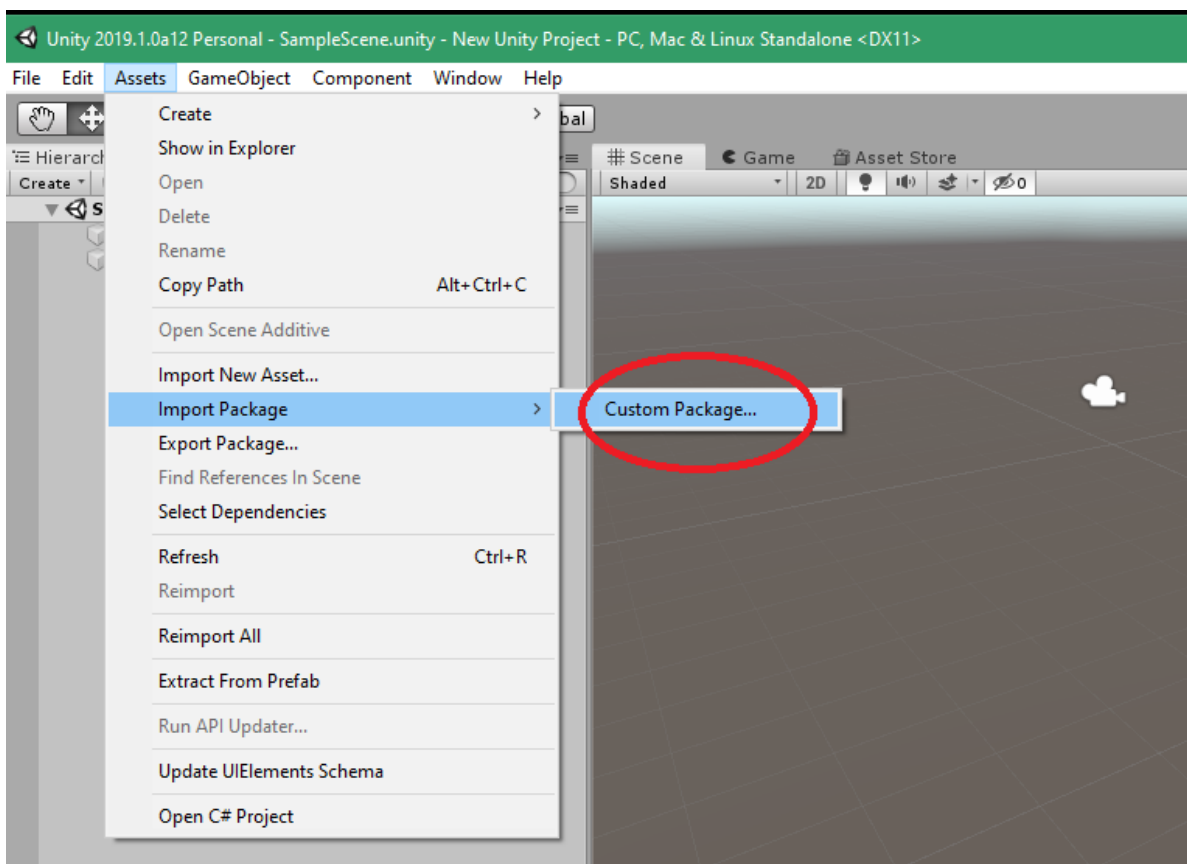 Unity 2019.1.0a12 Personal - SampleScene.unity - New Unity Project - PC, Mac & Linux Standalone <DX11>
File Edit Assets GameObject Component Window Help
Create
Show in Explorer
Open
Delete
Rename
Copy Path Alt+Ctrl+C
Open Scene Additive
Import New Asset...
Import Package
Export Package...
Find References In Scene
Select Dependencies
Refresh Ctrl+R
Reimport
Reimport All
Extract From Prefab
Run API Updater...
Update UIElements Schema
Open C# Project
Custom Package...
bal
Hierarch
Create
S
Scene Game Asset Store
Shaded 2D 0